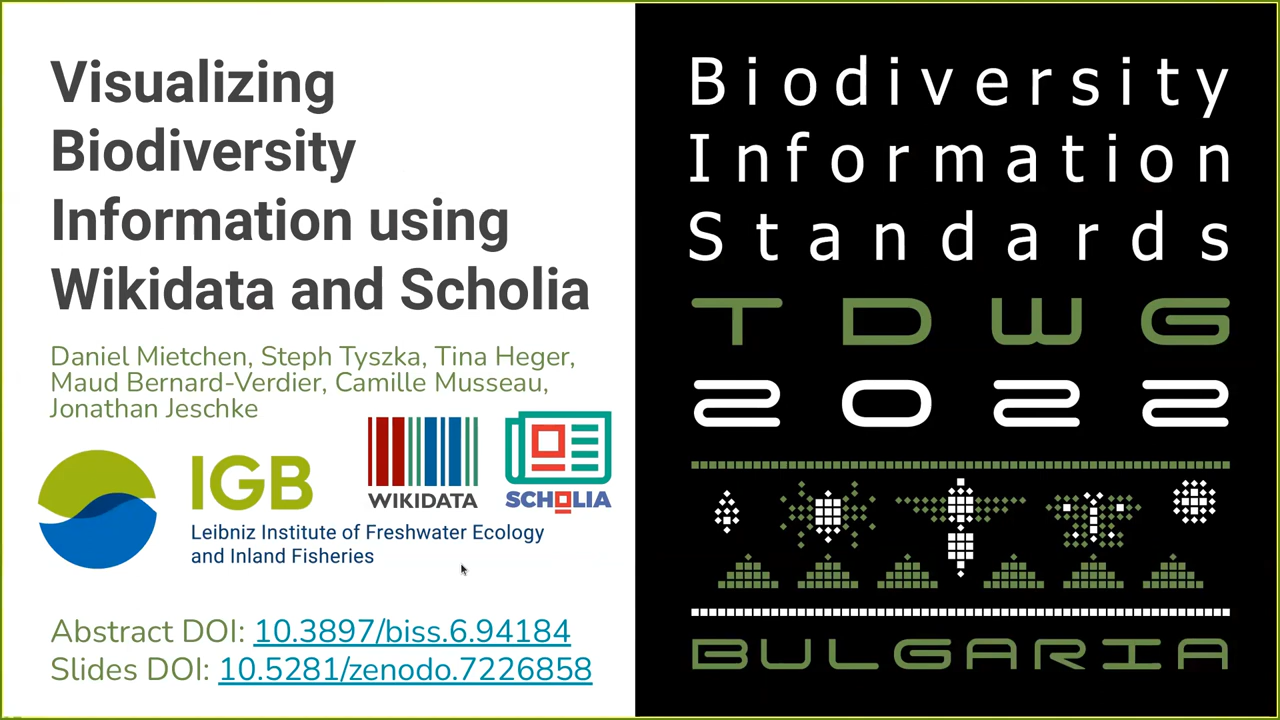 Visualizing
Biodiversity
Information using
Wikidata and Scholia
Daniel Mietchen, Steph Tyszka, Tina Heger,
Maud Bernard-Verdier, Camille Musseau,
Jonathan Jeschke
WIKIDATA
SCHOLIA
IGB
Leibniz Institute of Freshwater Ecology
and Inland Fisheries
Abstract DOI: 10.3897/biss.6.94184
Slides DOI: 10.5281/zenodo.7226858
Biodiversity
Information
Standards
TDWG
2022
BULGARIA